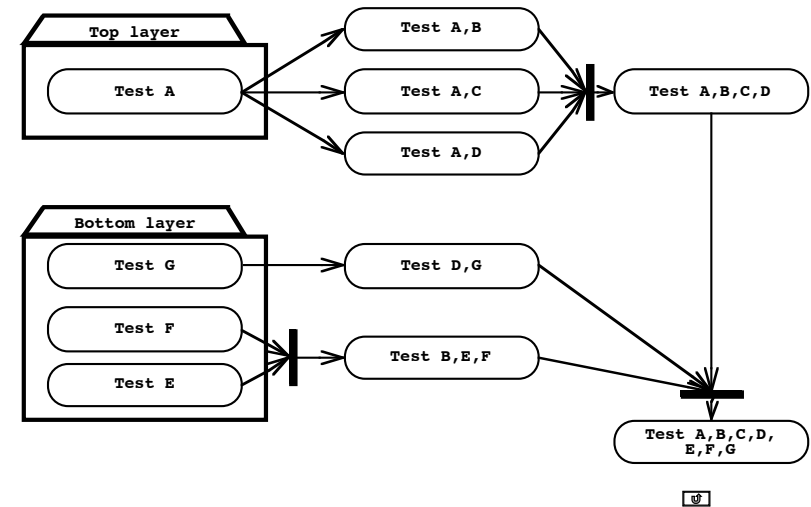 Top layer
Test A
Test A,B
Test A,C
Test A,D
Test A,B,C,D
Bottom layer
Test G
Test F
Test E
Test D,G
Test B,E,F
Test A,B,C,D,
E,F,G